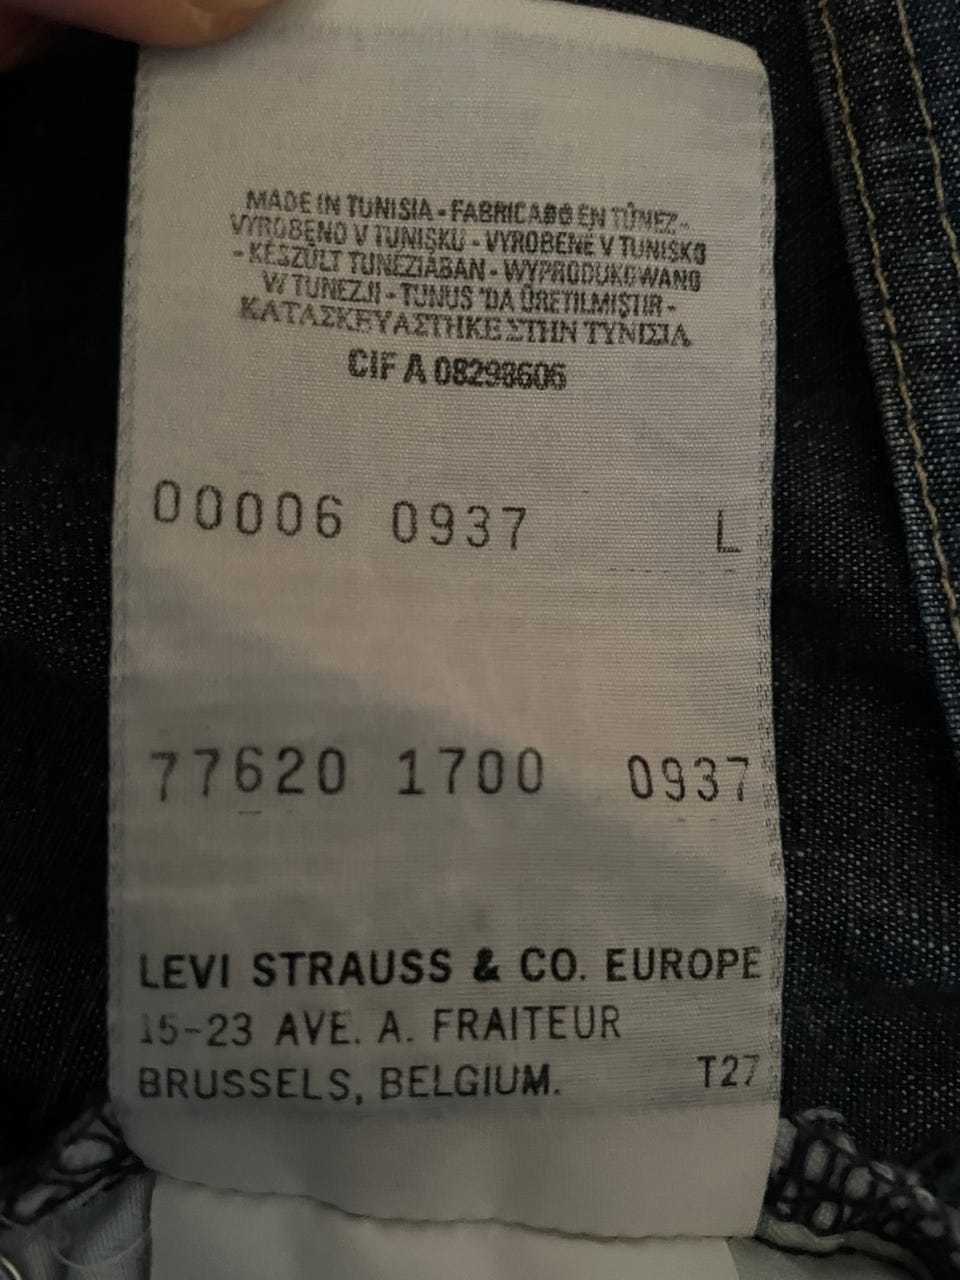 MADE IN TUNISIA - FABRICADO EN TÚNEZ -
VYROBENO V TUNISKU - VYROBENÉ V TUNISKO
- KÉSZÜLT TUNÉZIÁBAN - WYPRODUKOWANO
W TUNEZJI - TUNUS 'DA ÜRETILMIŞTIR -
ΚΑΤΑΣΚΕΥΑΣΤΗΚΕ ΣΤΗΝ ΤΥΝΙΣΙΑ
CIF A 08298606
00006 0937 L
77620 1700 0937
LEVI STRAUSS & CO. EUROPE
15-23 AVE. A. FRAITEUR
BRUSSELS, BELGIUM. T27